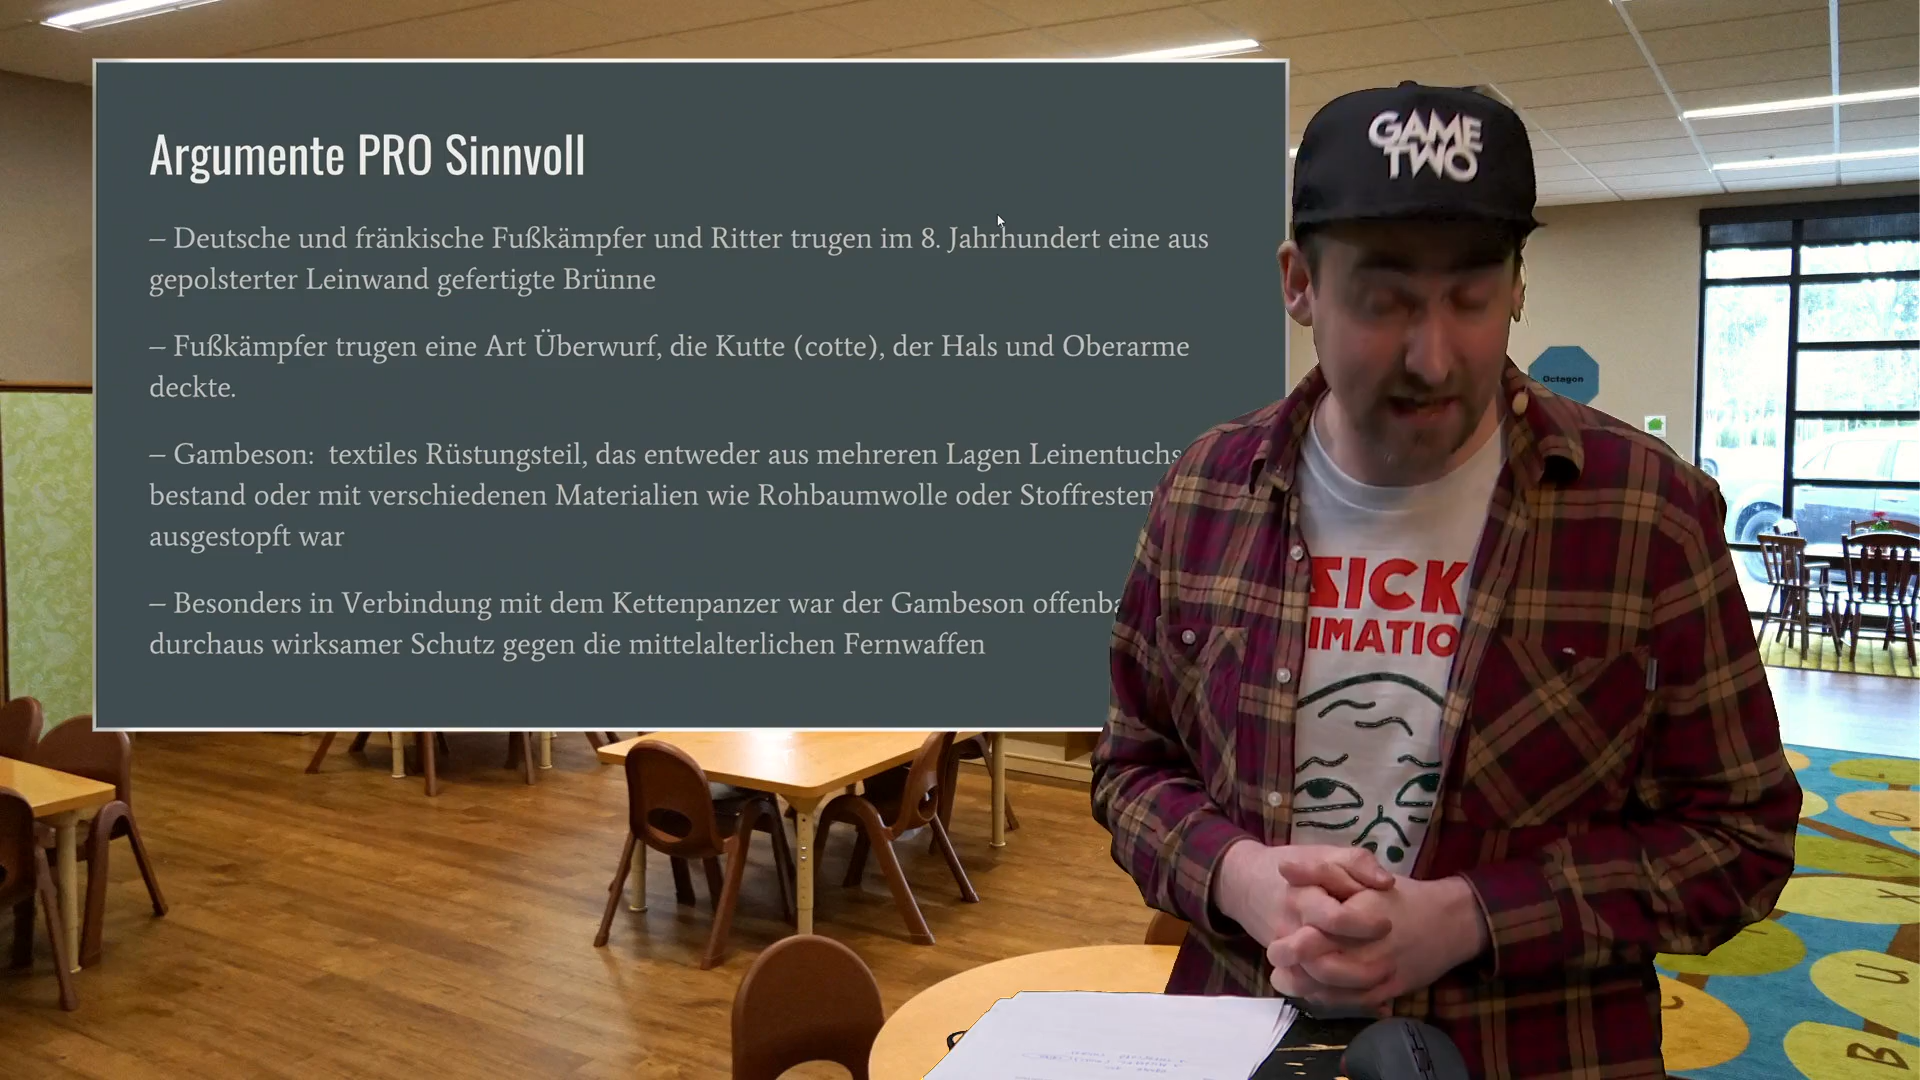 Argumente PRO Sinnvoll
– Deutsche und fränkische Fußkämpfer und Ritter trugen im 8. Jahrhundert eine aus
gepolsterter Leinwand gefertigte Brünne
– Fußkämpfer trugen eine Art Überwurf, die Kutte (cotte), der Hals und Oberarme
deckte.
– Gambeson: textiles Rüstungsteil, das entweder aus mehreren Lagen Leinentuchs
bestand oder mit verschiedenen Materialien wie Rohbaumwolle oder Stoffresten
ausgestopft war
– Besonders in Verbindung mit dem Kettenpanzer war der Gambeson offenba
durchaus wirksamer Schutz gegen die mittelalterlichen Fernwaffen
GAME
TWO
Octagon
SICK
IMATIO
B U